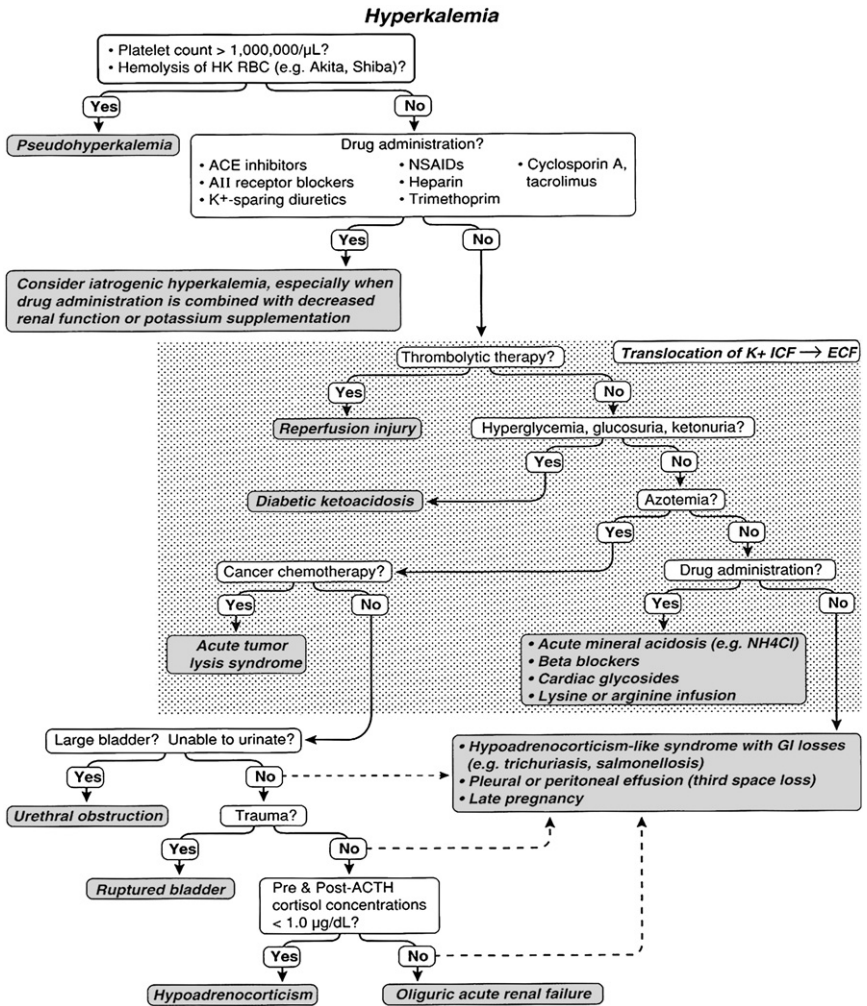 Hyperkalemia
• Platelet count > 1,000,000/µL?
• Hemolysis of HK RBC (e.g. Akita, Shiba)?
Yes
No
Pseudohyperkalemia
Drug administration?
• ACE inhibitors
• AII receptor blockers
• K+-sparing diuretics
• NSAIDs
• Heparin
• Trimethoprim
• Cyclosporin A,
tacrolimus
Yes
No
Consider iatrogenic hyperkalemia, especially when
drug administration is combined with decreased
renal function or potassium supplementation
Thrombolytic therapy?
Translocation of K+ ICF → ECF
Yes
No
Reperfusion injury
Hyperglycemia, glucosuria, ketonuria?
Yes
No
Diabetic ketoacidosis
Azotemia?
Yes
No
Cancer chemotherapy?
Drug administration?
Yes
No
Yes
No
Acute tumor
lysis syndrome
• Acute mineral acidosis (e.g. NH4Cl)
• Beta blockers
• Cardiac glycosides
• Lysine or arginine infusion
Large bladder? Unable to urinate?
• Hypoadrenocorticism-like syndrome with GI losses
(e.g. trichuriasis, salmonellosis)
• Pleural or peritoneal effusion (third space loss)
• Late pregnancy
Yes
No
Urethral obstruction
Trauma?
Yes
No
Ruptured bladder
Pre & Post-ACTH
cortisol concentrations
< 1.0 µg/dL?
Yes
No
Hypoadrenocorticism
Oliguric acute renal failure